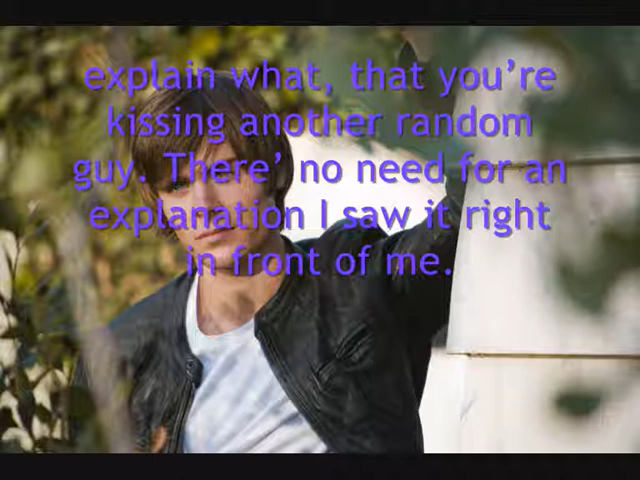 explain what, that you’re
kissing another random
guy. There’ no need for an
explanation I saw it right
in front of me.